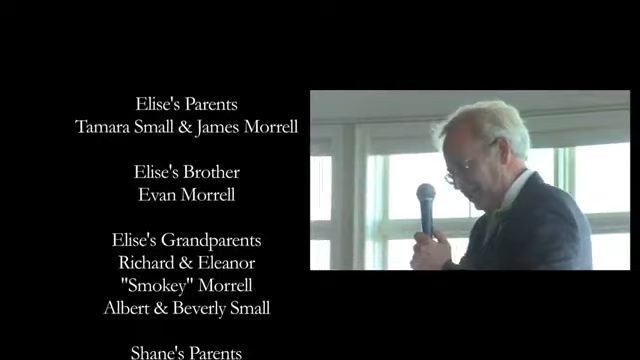 Elise's Parents
Tamara Small & James Morrell
Elise's Brother
Evan Morrell
Elise's Grandparents
Richard & Eleanor
"Smokey" Morrell
Albert & Beverly Small
Shane's Parents